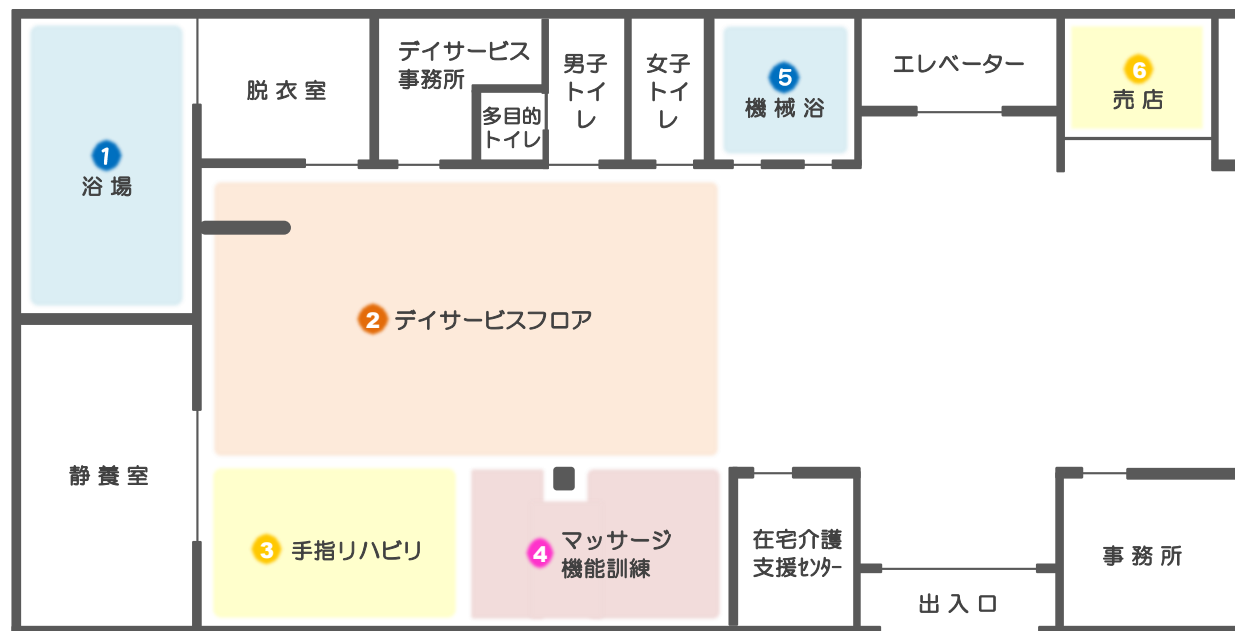 1
浴場
脱衣室
デイサービス
事務所
多目的
トイレ
男子
トイ
レ
女子
トイ
レ
5
機械浴
エレベーター
6
売店
2 デイサービスフロア
静養室
3 手指リハビリ
4 マッサージ
機能訓練
在宅介護
支援ｾﾝﾀｰ
出入口
事務所